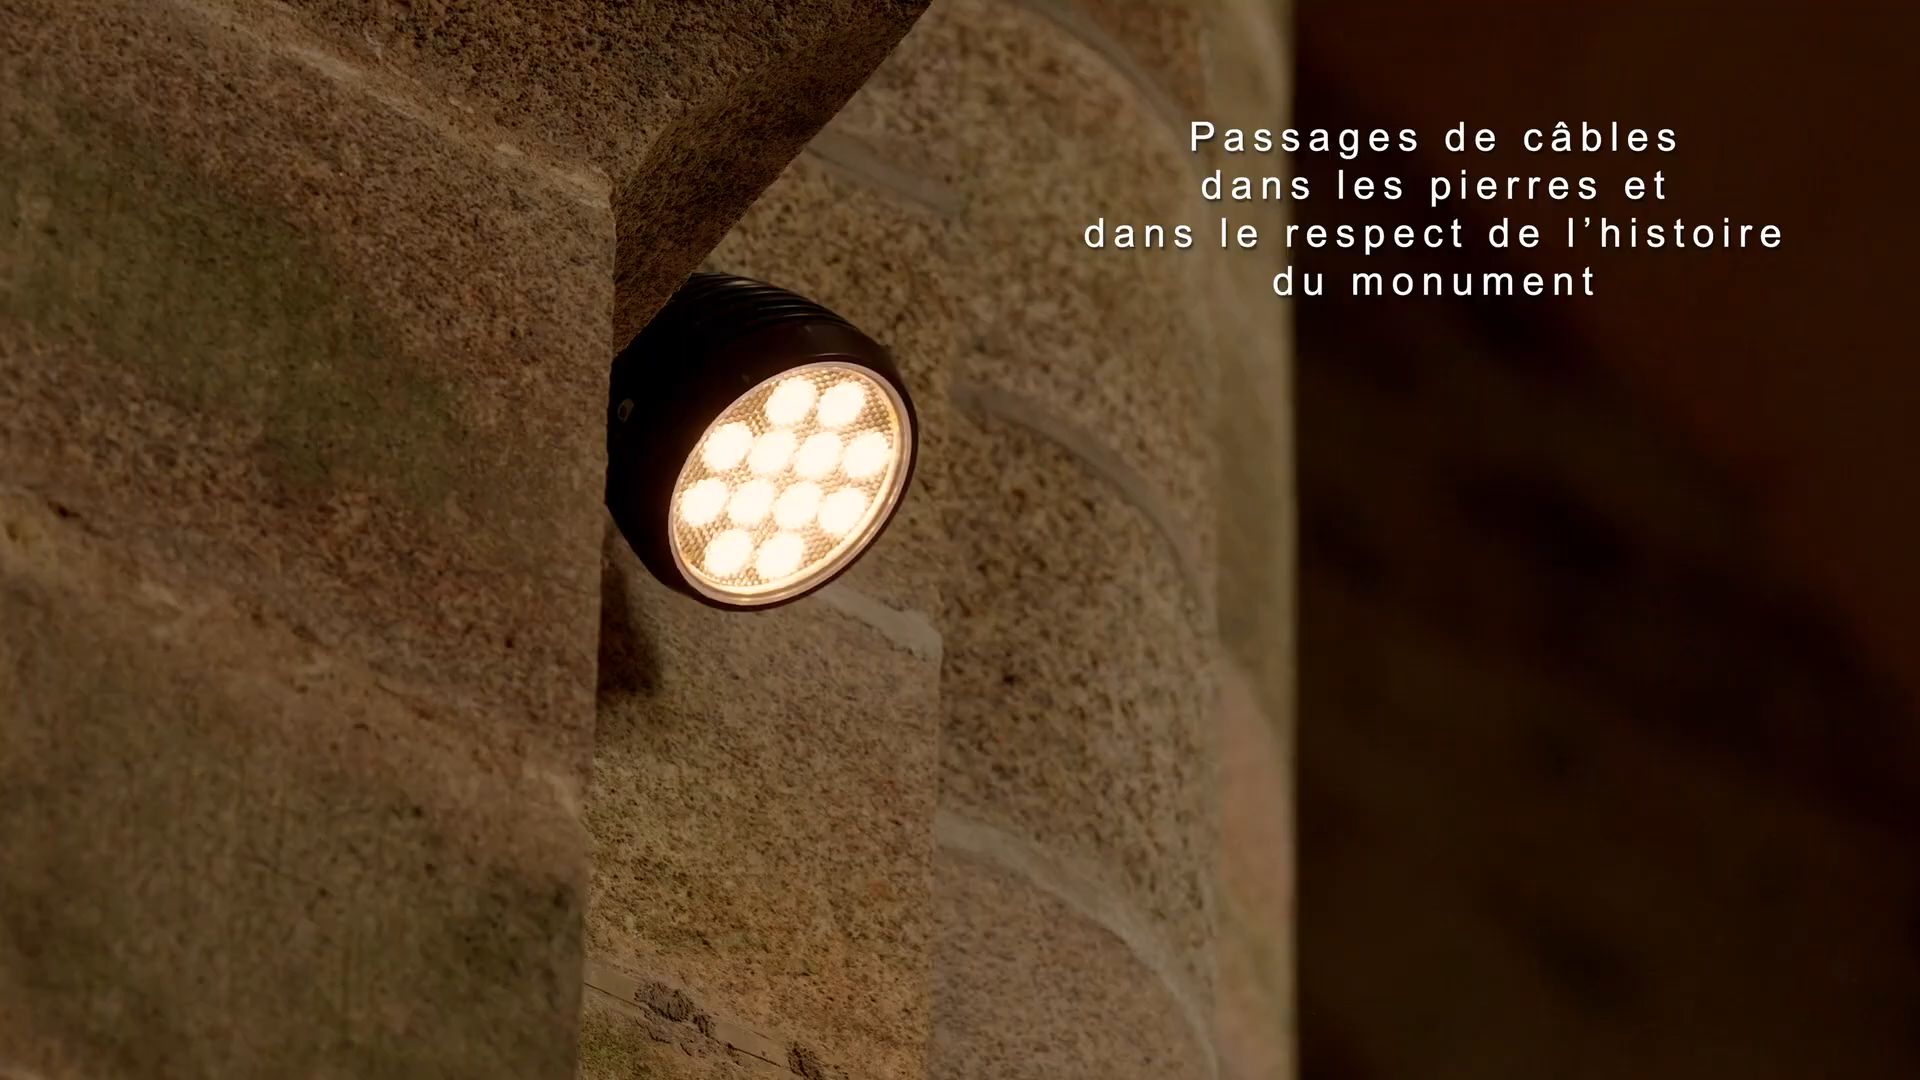 Passages de câbles
dans les pierres et
dans le respect de l’histoire
du monument